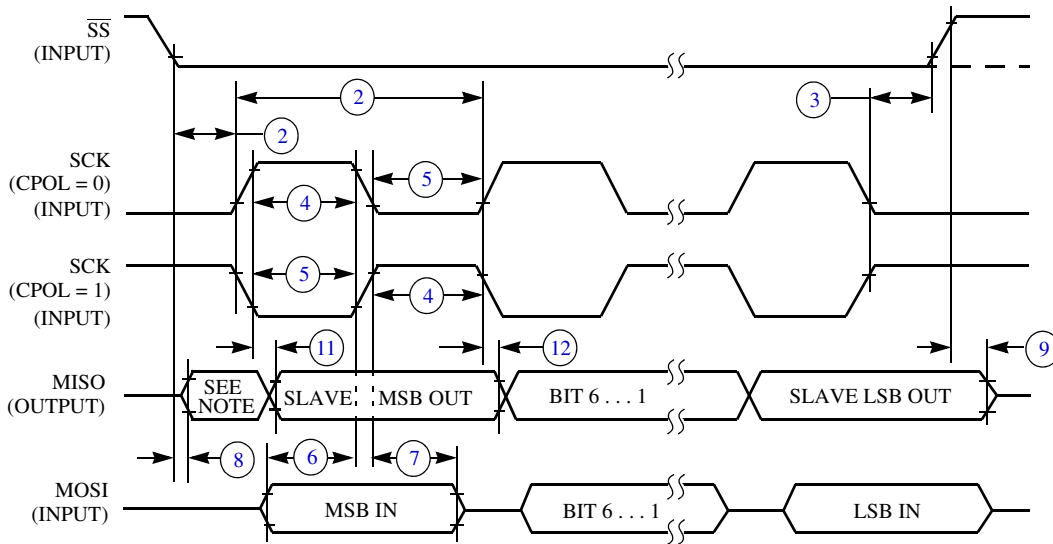 SS
(INPUT)
2
3
2
SCK
(CPOL = 0)
(INPUT)
5
4
SCK
(CPOL = 1)
(INPUT)
5
4
11
12
9
MISO
(OUTPUT)
SEE
NOTE
SLAVE
MSB OUT
BIT 6 . . . 1
SLAVE LSB OUT
8
6
7
MOSI
(INPUT)
MSB IN
BIT 6 . . . 1
LSB IN